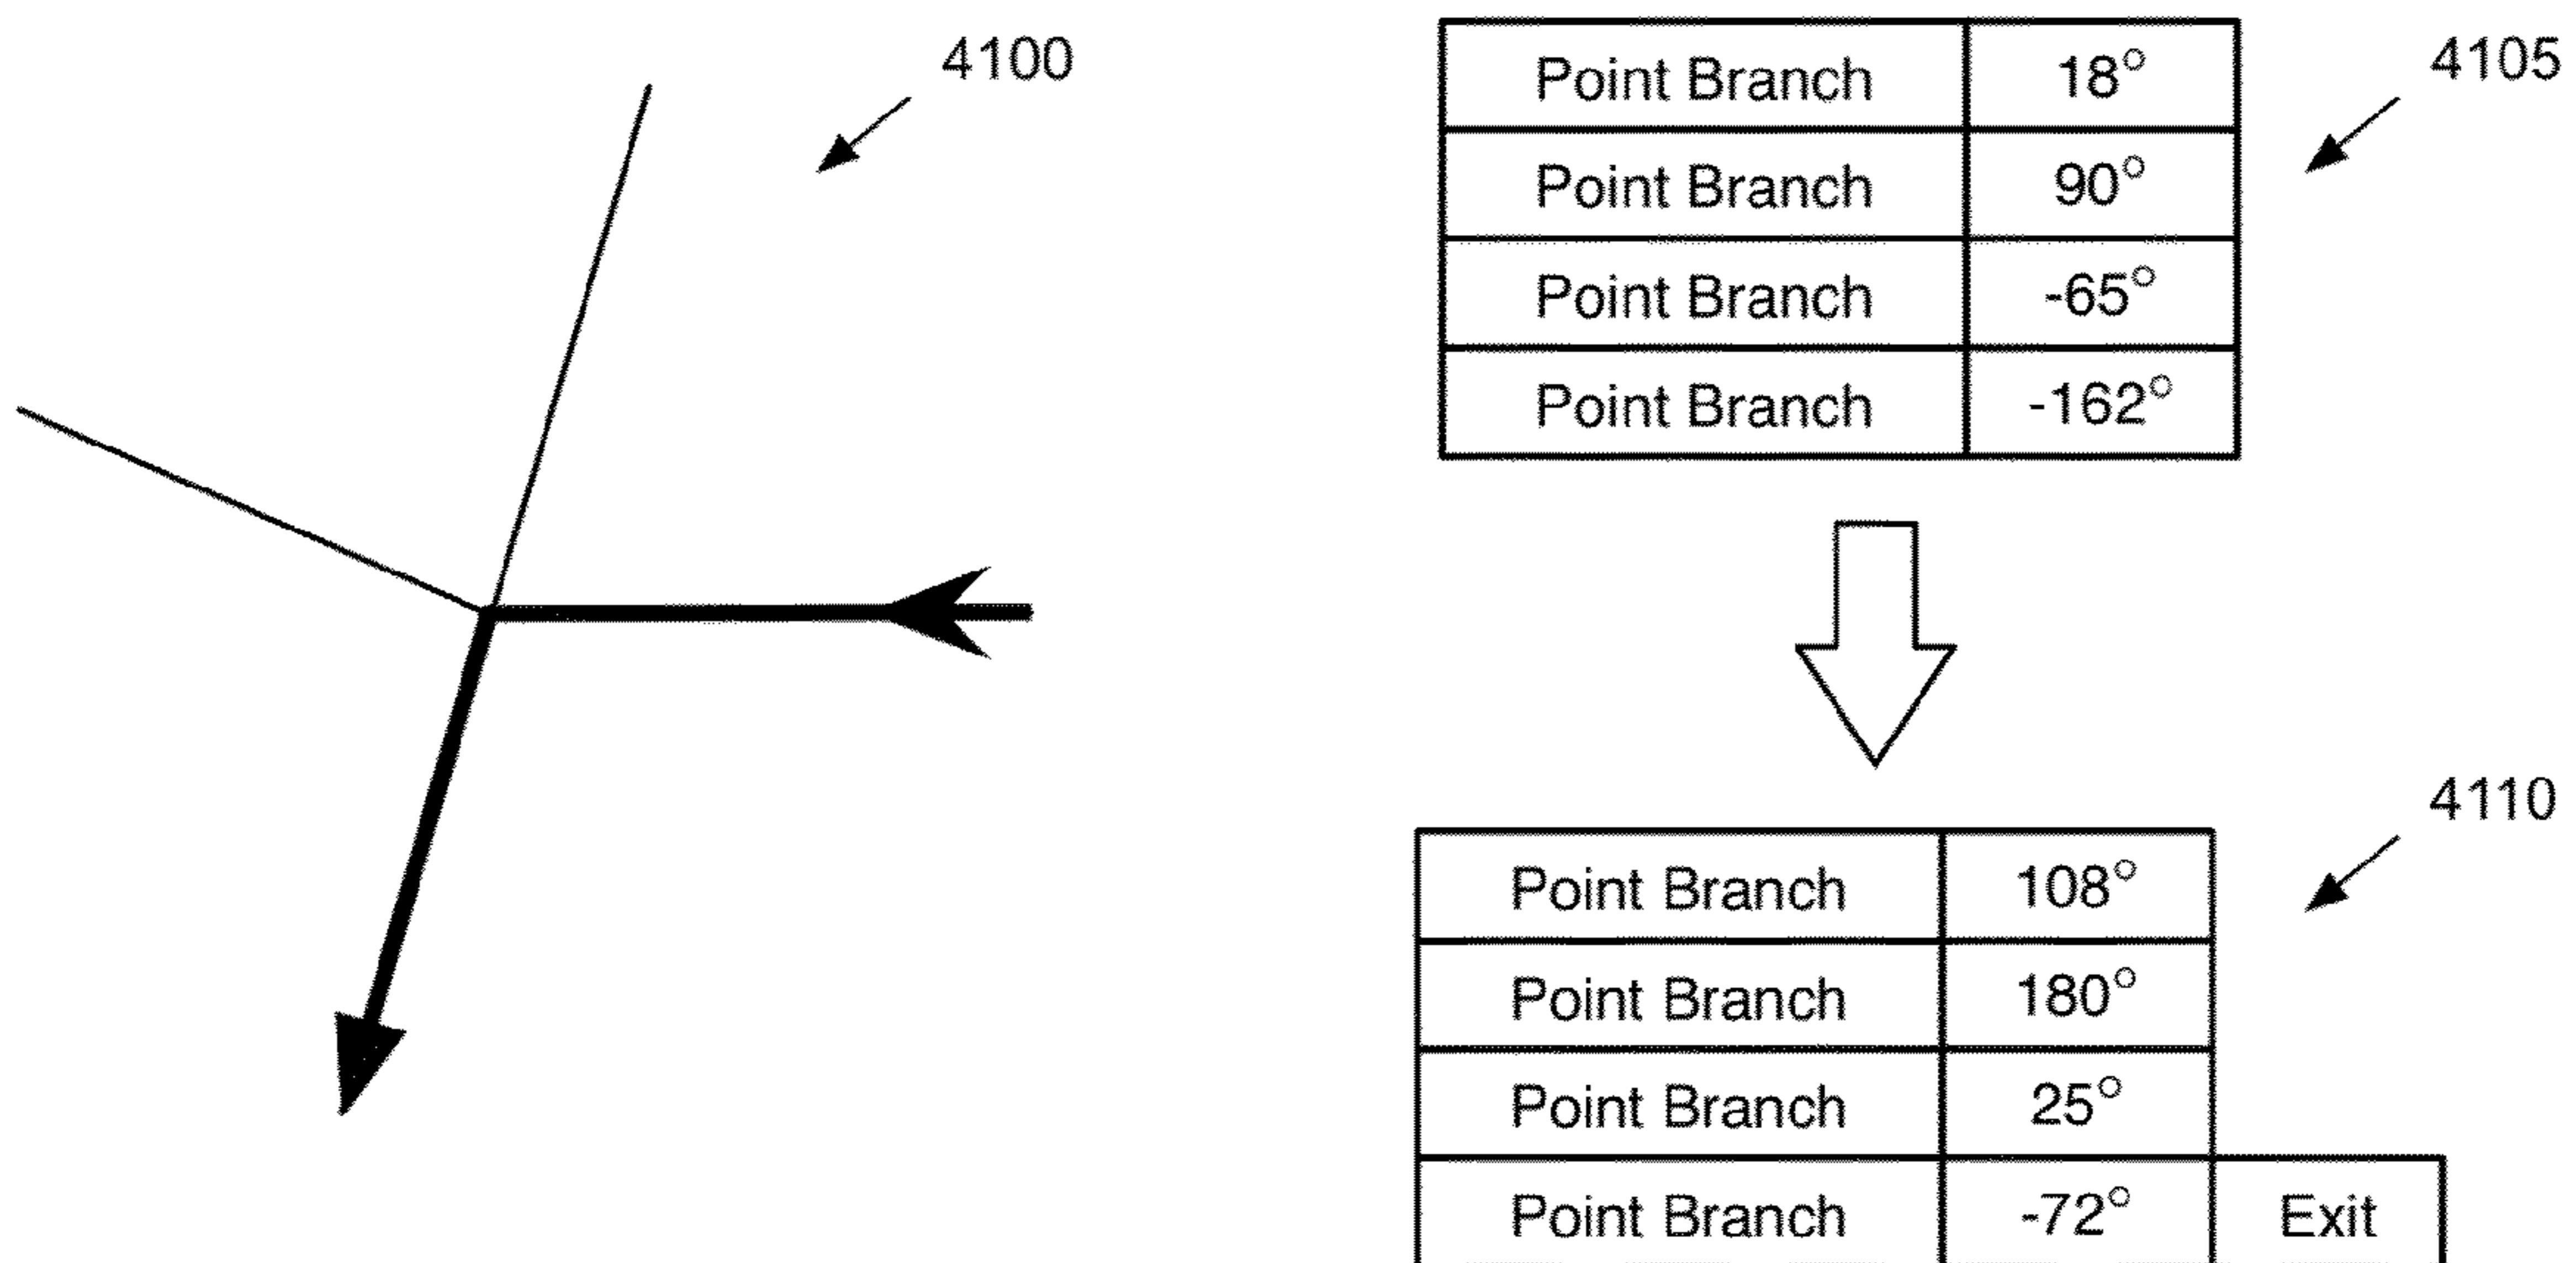 4100
Point Branch 18°
4105
Point Branch 90°
Point Branch -65°
Point Branch -162°
4110
Point Branch 108°
Point Branch 180°
Point Branch 25°
Point Branch -72° Exit